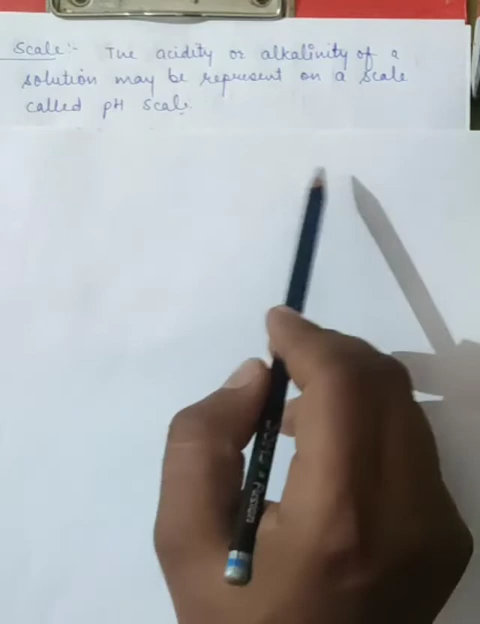 Scale:- The acidity or alkalinity of a
solution may be represent on a Scale
called pH Scale